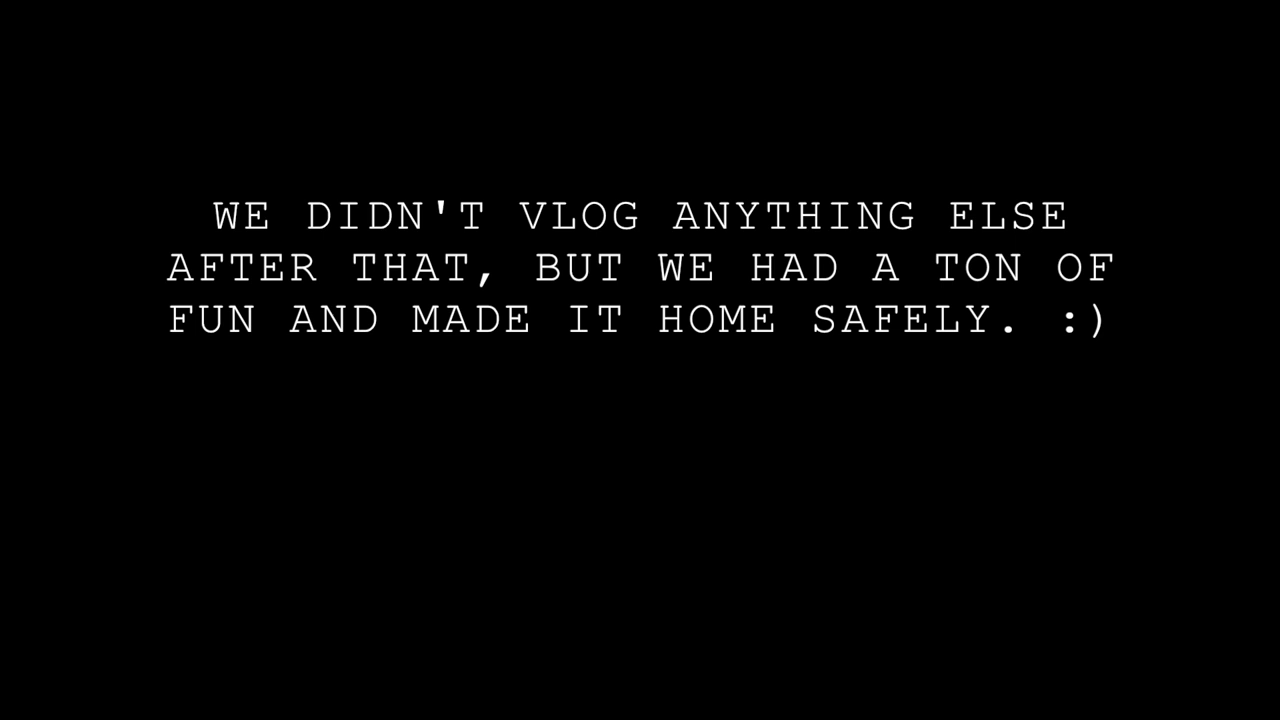 WE DIDN'T VLOG ANYTHING ELSE
AFTER THAT, BUT WE HAD A TON OF
FUN AND MADE IT HOME SAFELY. :)